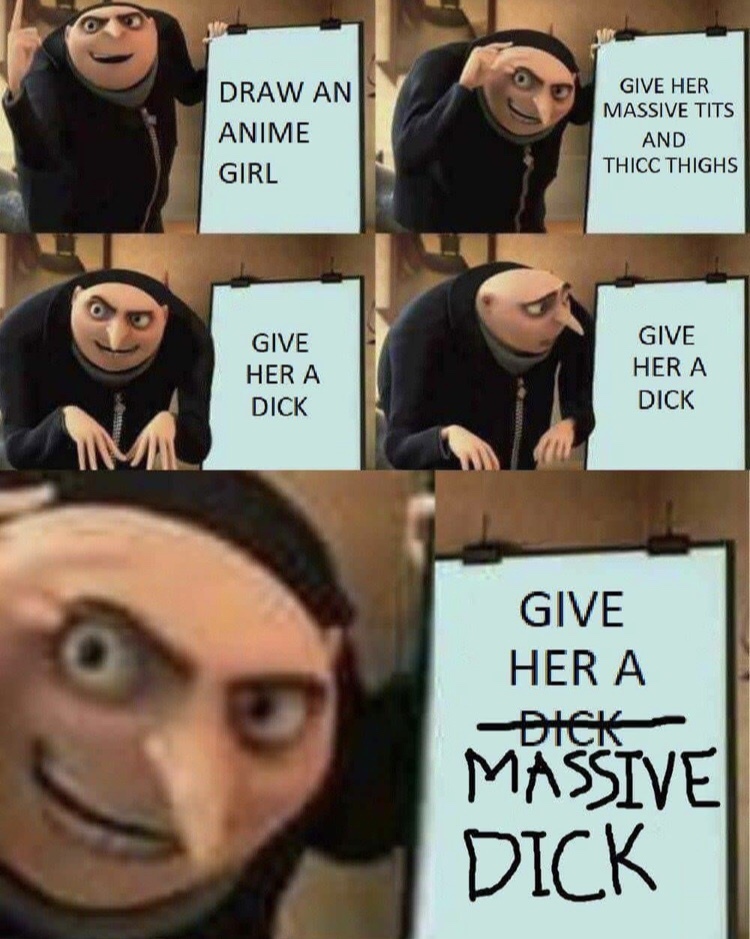 DRAW AN
ANIME
GIRL
GIVE HER
MASSIVE TITS
AND
THICC THIGHS
GIVE
HER A
DICK
GIVE
HER A
DICK
GIVE
HER A
DICK
MASSIVE
DICK